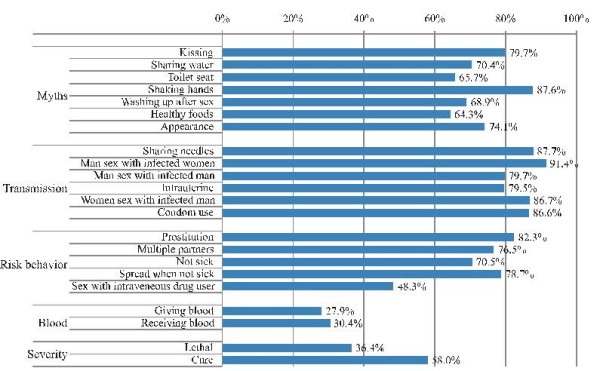 0% 20% 40% 60% 80% 100%
Myths
Kissing 79.7%
Sharing water 70.4%
Toilet seat 65.7%
Shaking hands 87.6%
Washing up after sex 68.9%
Healthy foods 64.3%
Appearance 74.1%
Transmission
Sharing needles 87.7%
Man sex with infected women 91.4%
Man sex with infected man 79.7%
Intrauterine 79.5%
Women sex with infected man 86.7%
Condom use 86.6%
Risk behavior
Prostitution 82.3%
Multiple partners 76.5%
Not sick 70.5%
Spread when not sick 78.7%
Sex with intraveneous drug user 48.3%
Blood
Giving blood 27.9%
Receiving blood 30.4%
Severity
Lethal 36.4%
Cure 58.0%